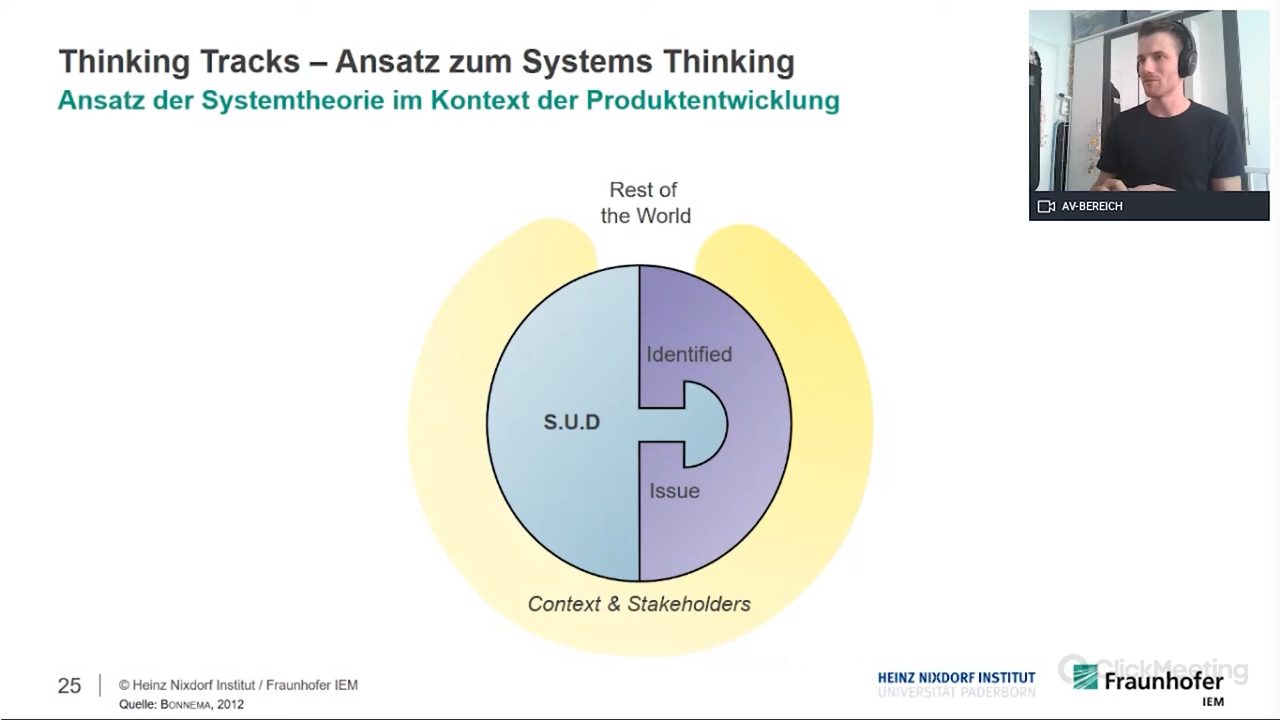 Thinking Tracks – Ansatz zum Systems Thinking
Ansatz der Systemtheorie im Kontext der Produktentwicklung
AV-BEREICH
Rest of
the World
Identified
S.U.D
Issue
Context & Stakeholders
25
© Heinz Nixdorf Institut / Fraunhofer IEM
Quelle: BONNEMA, 2012
HEINZ NIXDORF INSTITUT
UNIVERSITÄT PADERBORN
ClickMeeting
Fraunhofer
IEM